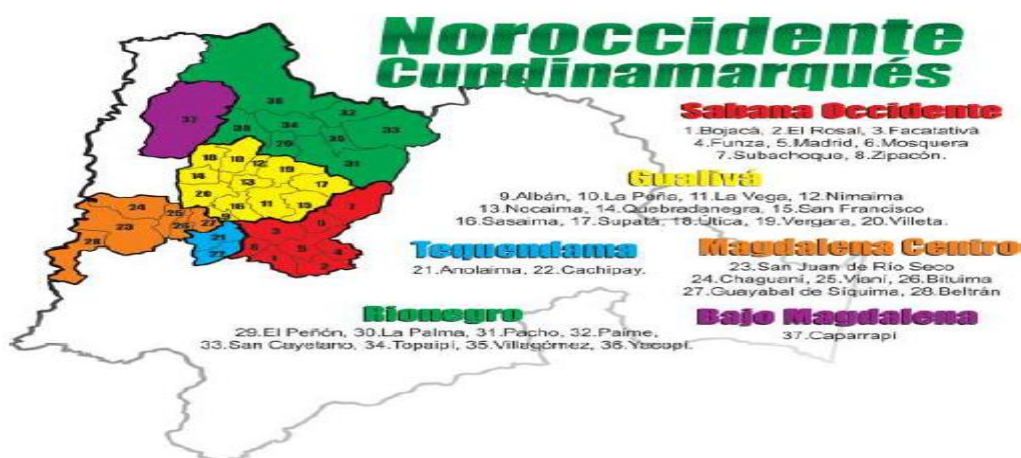 Noroccidente
Cundinamarqués
Sabana Occidente
1.Bojacá, 2.El Rosal, 3.Facatativá
4.Funza, 5.Madrid, 6.Mosquera
7.Subachoque, 8.Zipacón.
Gualivá
9.Albán, 10.La Peña, 11.La Vega, 12.Nimaima
13.Nocaima, 14.Quebradanegra, 15.San Francisco
16.Sasaima, 17.Supatá, 18.Útica, 19.Vergara, 20.Villeta.
Tequendama
21.Anolaima, 22.Cachipay.
Magdalena Centro
23.San Juan de Río Seco
24.Chaguaní, 25.Vianí, 26.Bituima
27.Guayabal de Síquima, 28.Beltrán
Rionegro
29.El Peñón, 30.La Palma, 31.Pacho, 32.Paime,
33.San Cayetano, 34.Topaipí, 35.Villagómez, 36.Yacopí.
Bajo Magdalena
37.Caparrapí